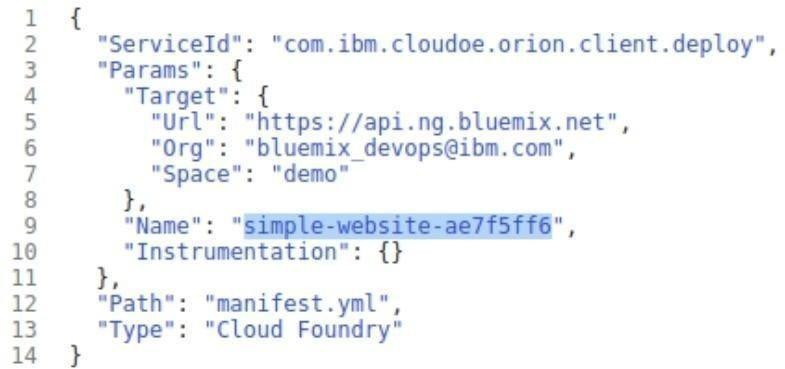 1 {
2   "ServiceId": "com.ibm.cloudoe.orion.client.deploy",
3   "Params": {
4     "Target": {
5       "Url": "https://api.ng.bluemix.net",
6       "Org": "bluemix_devops@ibm.com",
7       "Space": "demo"
8     },
9     "Name": "simple-website-ae7f5ff6",
10     "Instrumentation": {}
11   },
12   "Path": "manifest.yml",
13   "Type": "Cloud Foundry"
14 }